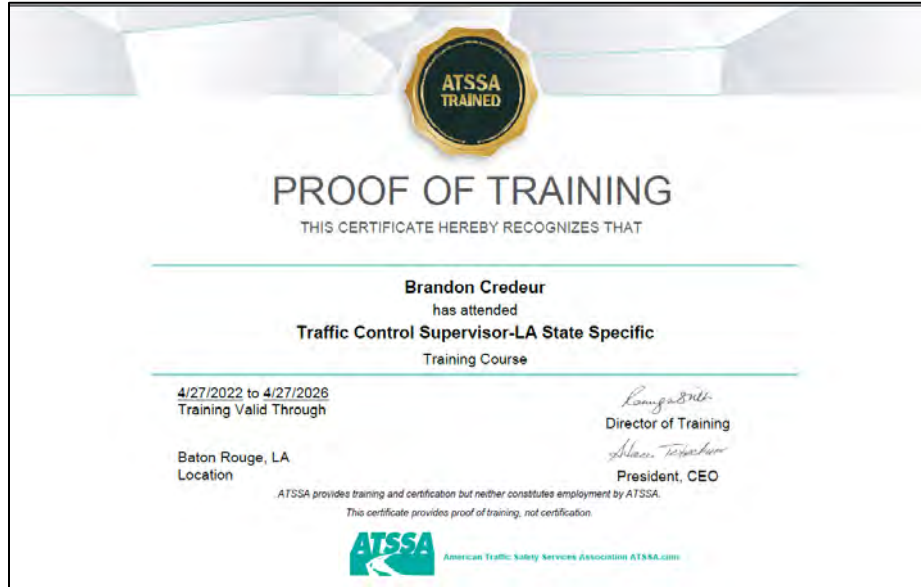 ATSSA
TRAINED
PROOF OF TRAINING
THIS CERTIFICATE HEREBY RECOGNIZES THAT
Brandon Credeur
has attended
Traffic Control Supervisor-LA State Specific
Training Course
4/27/2022 to 4/27/2026
Training Valid Through
Director of Training
Baton Rouge, LA
Location
President, CEO
ATSSA provides training and certification but neither constitutes employment by ATSSA.
This certificate provides proof of training, not certification.
ATSSA
American Traffic Safety Services Association ATSSA.com